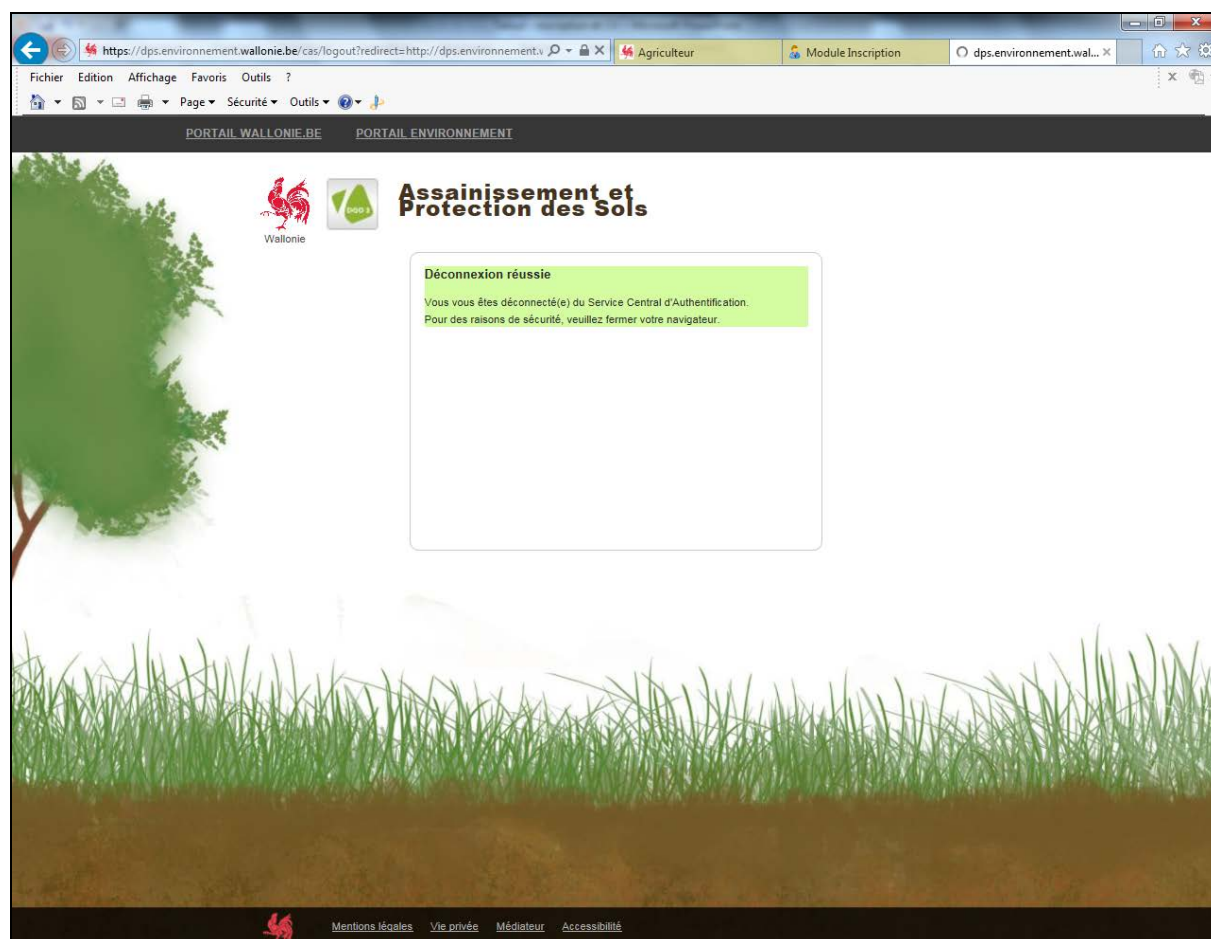 https://dps.environnement.wallonie.be/cas/logout?redirect=http://dps.environnement.
Agriculteur
Module Inscription
dps.environnement.wal...
Fichier Edition Affichage Favoris Outils ?
Page Sécurité Outils
PORTAIL WALLONIE.BE PORTAIL ENVIRONNEMENT
Assainissement et
Protection des Sols
DGO 3
Wallonie
Déconnexion réussie
Vous vous êtes déconnecté(e) du Service Central d'Authentification.
Pour des raisons de sécurité, veuillez fermer votre navigateur.
Mentions légales Vie privée Médiateur Accessibilité